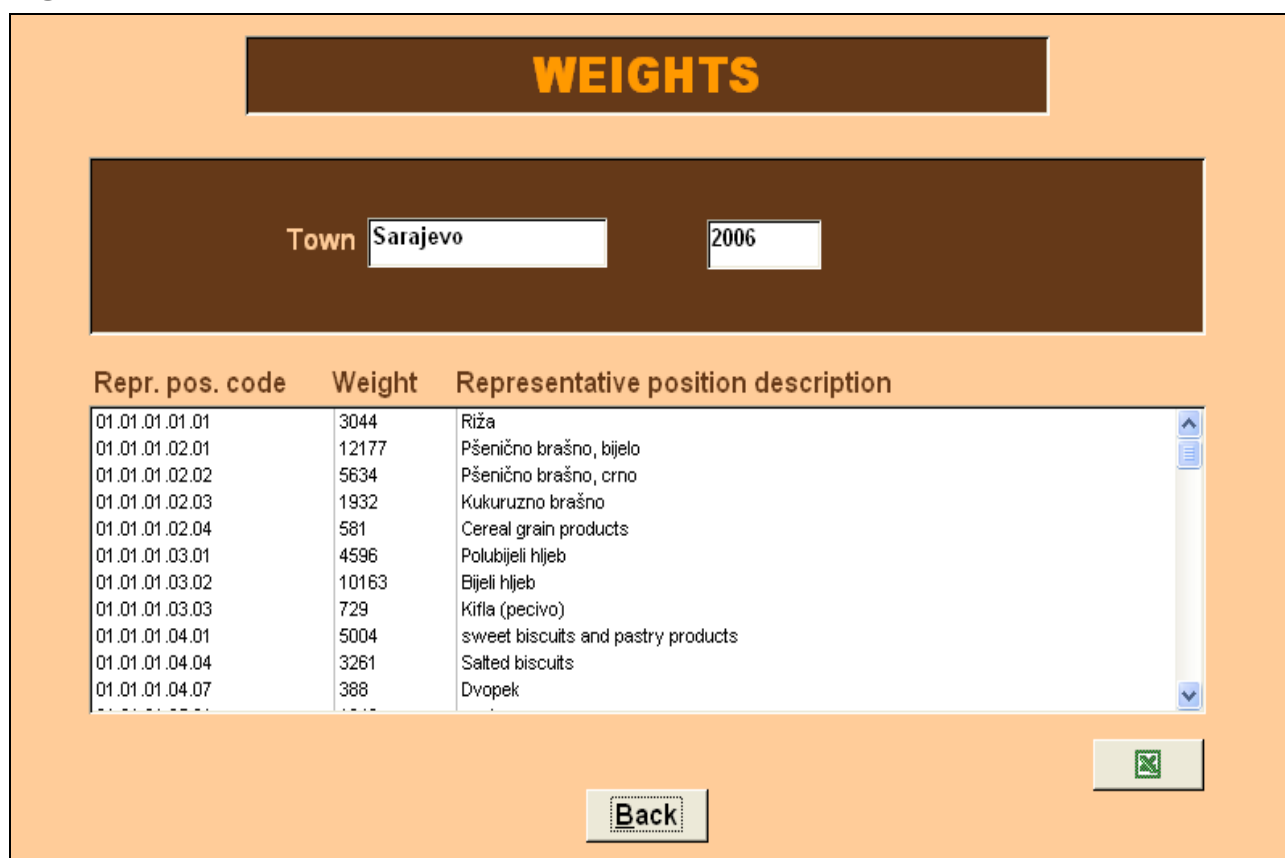 WEIGHTS
Town Sarajevo 2006
Repr. pos. code Weight Representative position description
01.01.01.01.01 3044 Riža
01.01.01.02.01 12177 Pšenično brašno, bijelo
01.01.01.02.02 5634 Pšenično brašno, crno
01.01.01.02.03 1932 Kukuruzno brašno
01.01.01.02.04 581 Cereal grain products
01.01.01.03.01 4596 Polubijeli hljeb
01.01.01.03.02 10163 Bijeli hljeb
01.01.01.03.03 729 Kifla (pecivo)
01.01.01.04.01 5004 sweet biscuits and pastry products
01.01.01.04.04 3261 Salted biscuits
01.01.01.04.07 388 Dvopek
Back